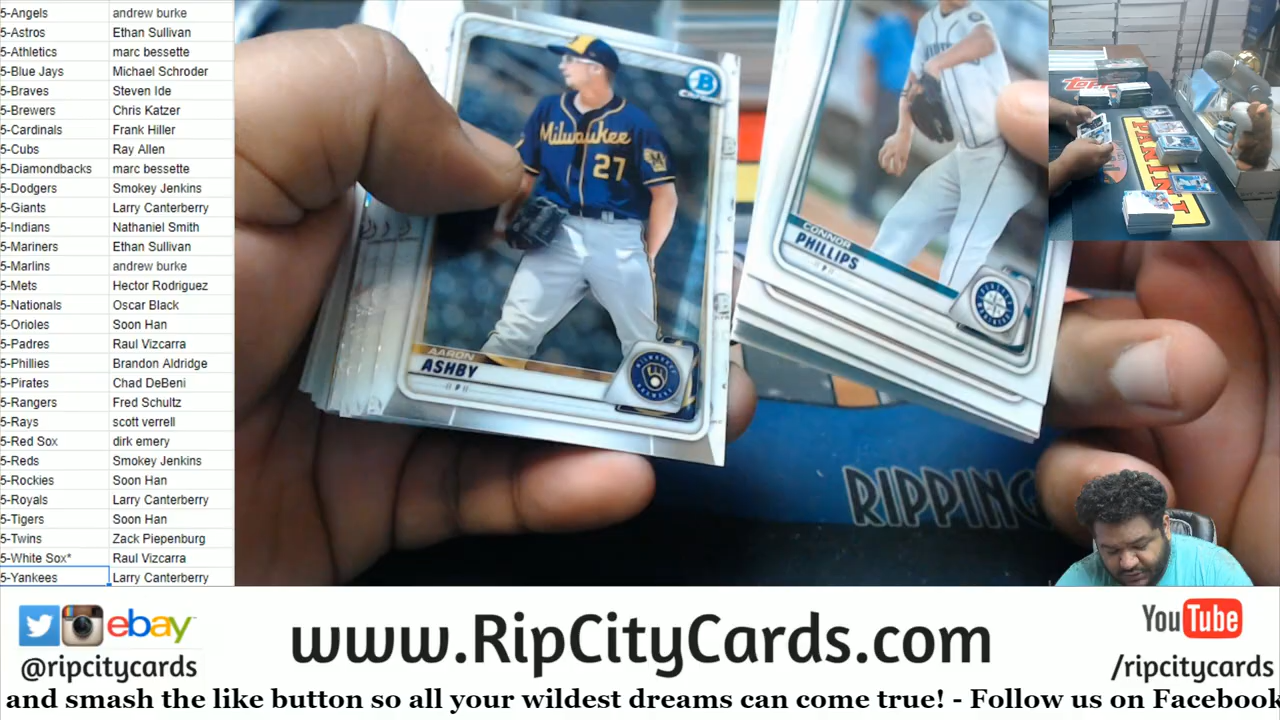 5-Angels andrew burke
5-Astros Ethan Sullivan
5-Athletics marc bessette
5-Blue Jays Michael Schroder
5-Braves Steven Ide
5-Brewers Chris Katzer
5-Cardinals Frank Hiller
5-Cubs Ray Allen
5-Diamondbacks marc bessette
5-Dodgers Smokey Jenkins
5-Giants Larry Canterberry
5-Indians Nathaniel Smith
5-Mariners Ethan Sullivan
5-Marlins andrew burke
5-Mets Hector Rodriguez
5-Nationals Oscar Black
5-Orioles Soon Han
5-Padres Raul Vizcarra
5-Phillies Brandon Aldridge
5-Pirates Chad DeBeni
5-Rangers Fred Schultz
5-Rays scott verrell
5-Red Sox dirk emery
5-Reds Smokey Jenkins
5-Rockies Soon Han
5-Royals Larry Canterberry
5-Tigers Soon Han
5-Twins Zack Piepenburg
5-White Sox* Raul Vizcarra
5-Yankees Larry Canterberry
B
Milwaukee
27
M
AARON
ASHBY
P
CONNOR
PHILLIPS
P
Topps
PANINI
RIPPING
ebay
@ripcitycards
www.RipCityCards.com
YouTube
/ripcitycards
and smash the like button so all your wildest dreams can come true! - Follow us on Facebook